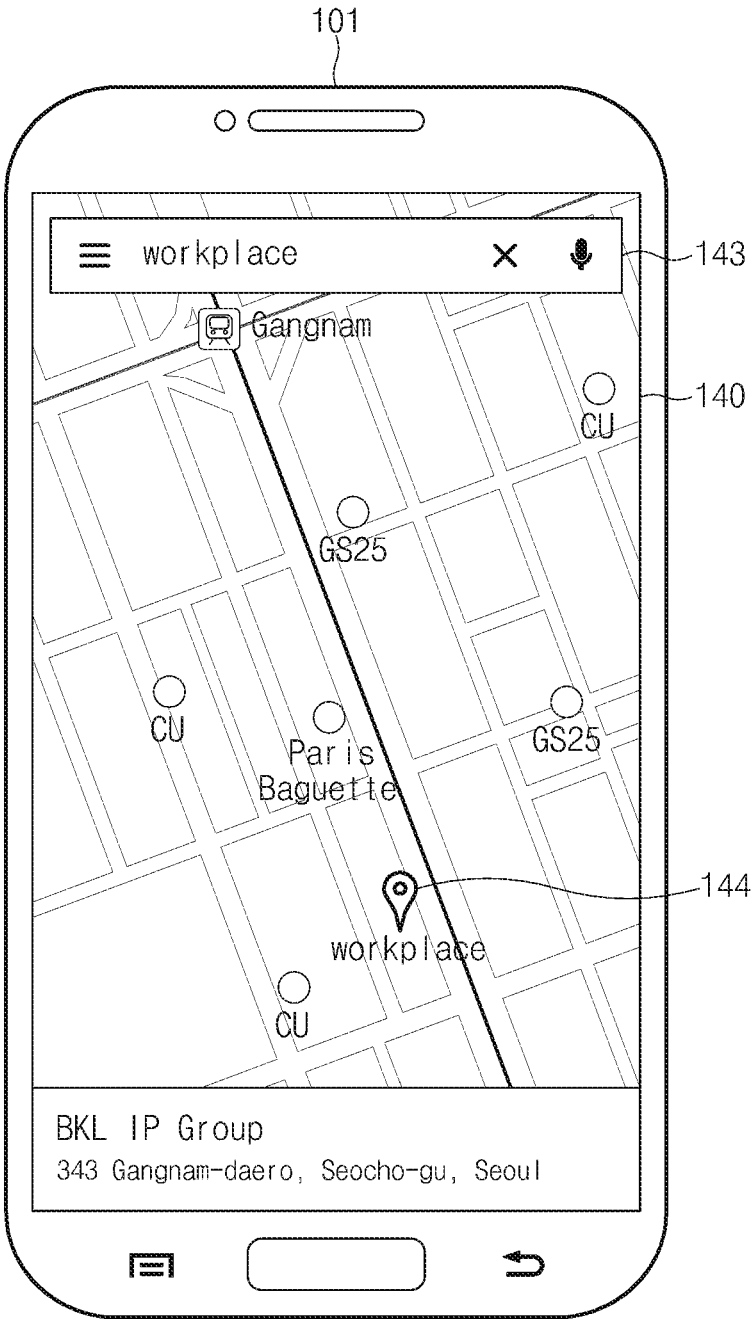 101
workplace
143
Gangnam
140
CU
GS25
CU
GS25
Paris
Baguette
144
workplace
CU
BKL IP Group
343 Gangnam-daero, Seocho-gu, Seoul